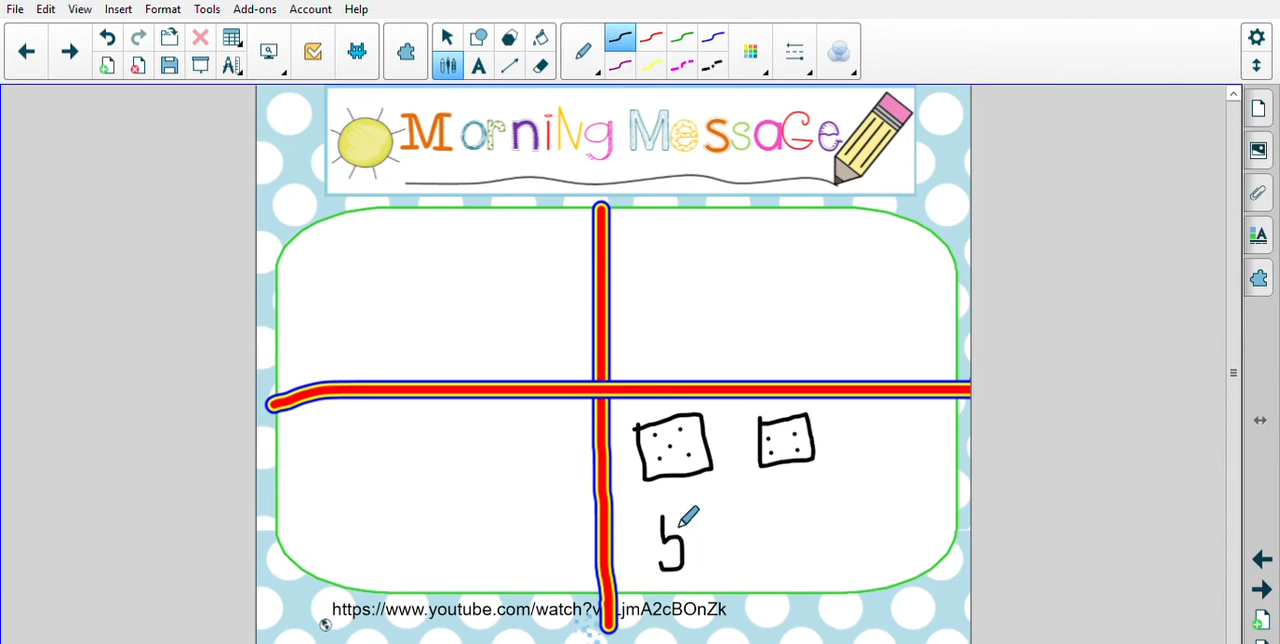 File Edit View Insert Format Tools Add-ons Account Help
MorNiNg MessaGe
5
https://www.youtube.com/watch?v jmA2cBOnZk